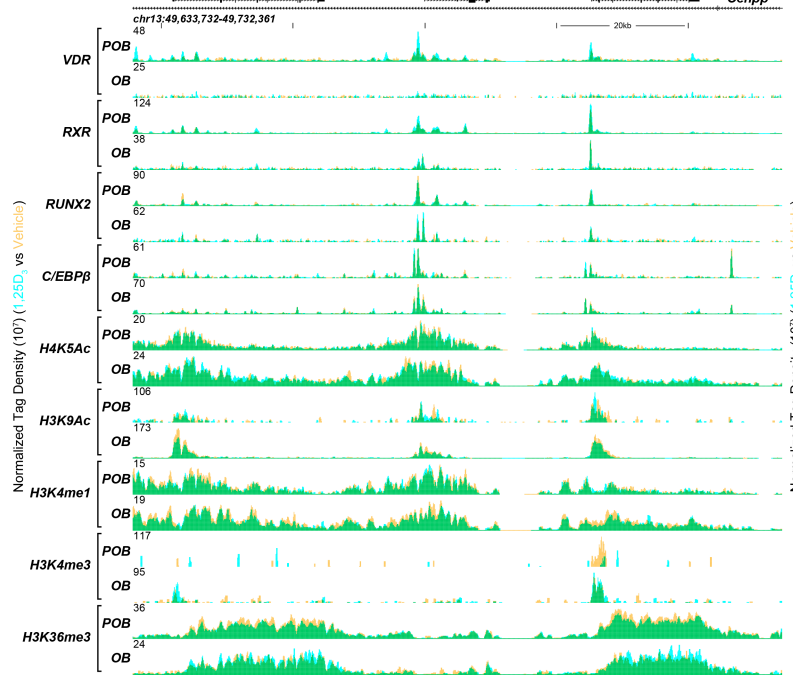 Cenpp
chr13:49,633,732-49,732,361
20kb
48
VDR
POB
25
OB
124
RXR
POB
38
OB
90
RUNX2
POB
62
OB
61
C/EBPβ
POB
70
OB
20
H4K5Ac
POB
24
OB
106
H3K9Ac
POB
173
OB
15
H3K4me1
POB
19
OB
117
H3K4me3
POB
95
OB
36
H3K36me3
POB
24
OB
Normalized Tag Density (10⁷) (1,25D₃ vs Vehicle)